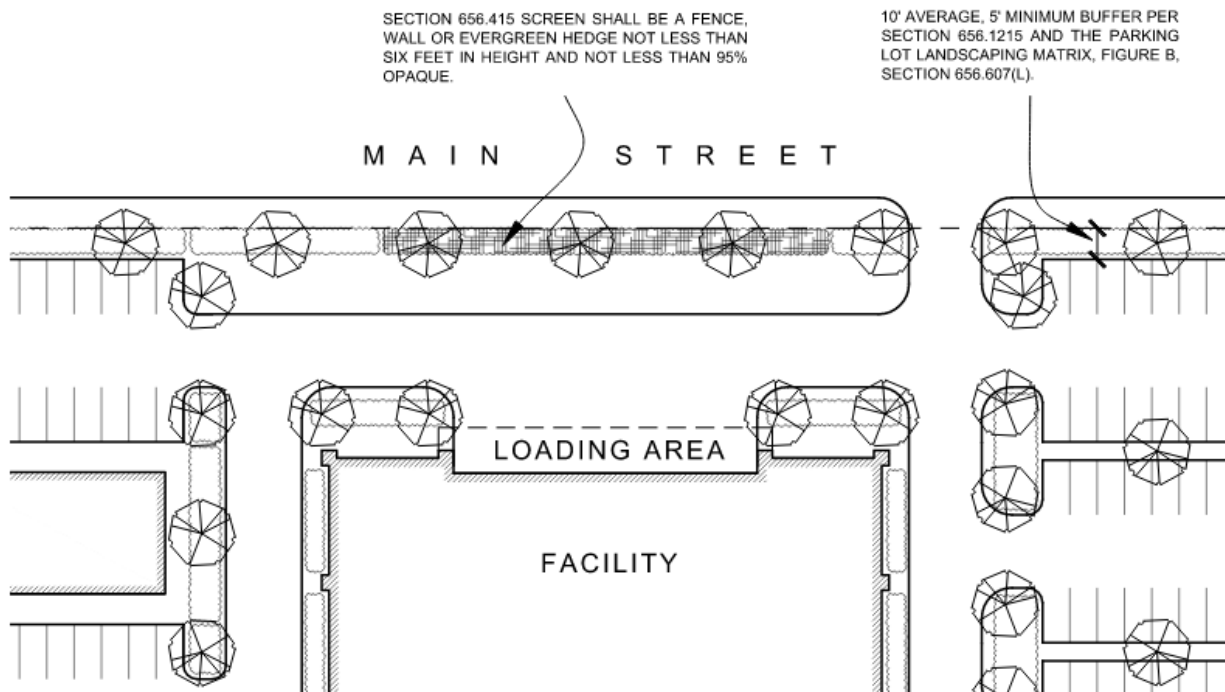 SECTION 656.415 SCREEN SHALL BE A FENCE,
WALL OR EVERGREEN HEDGE NOT LESS THAN
SIX FEET IN HEIGHT AND NOT LESS THAN 95%
OPAQUE.
10' AVERAGE, 5' MINIMUM BUFFER PER
SECTION 656.1215 AND THE PARKING
LOT LANDSCAPING MATRIX, FIGURE B,
SECTION 656.607(L).
MAIN STREET
LOADING AREA
FACILITY